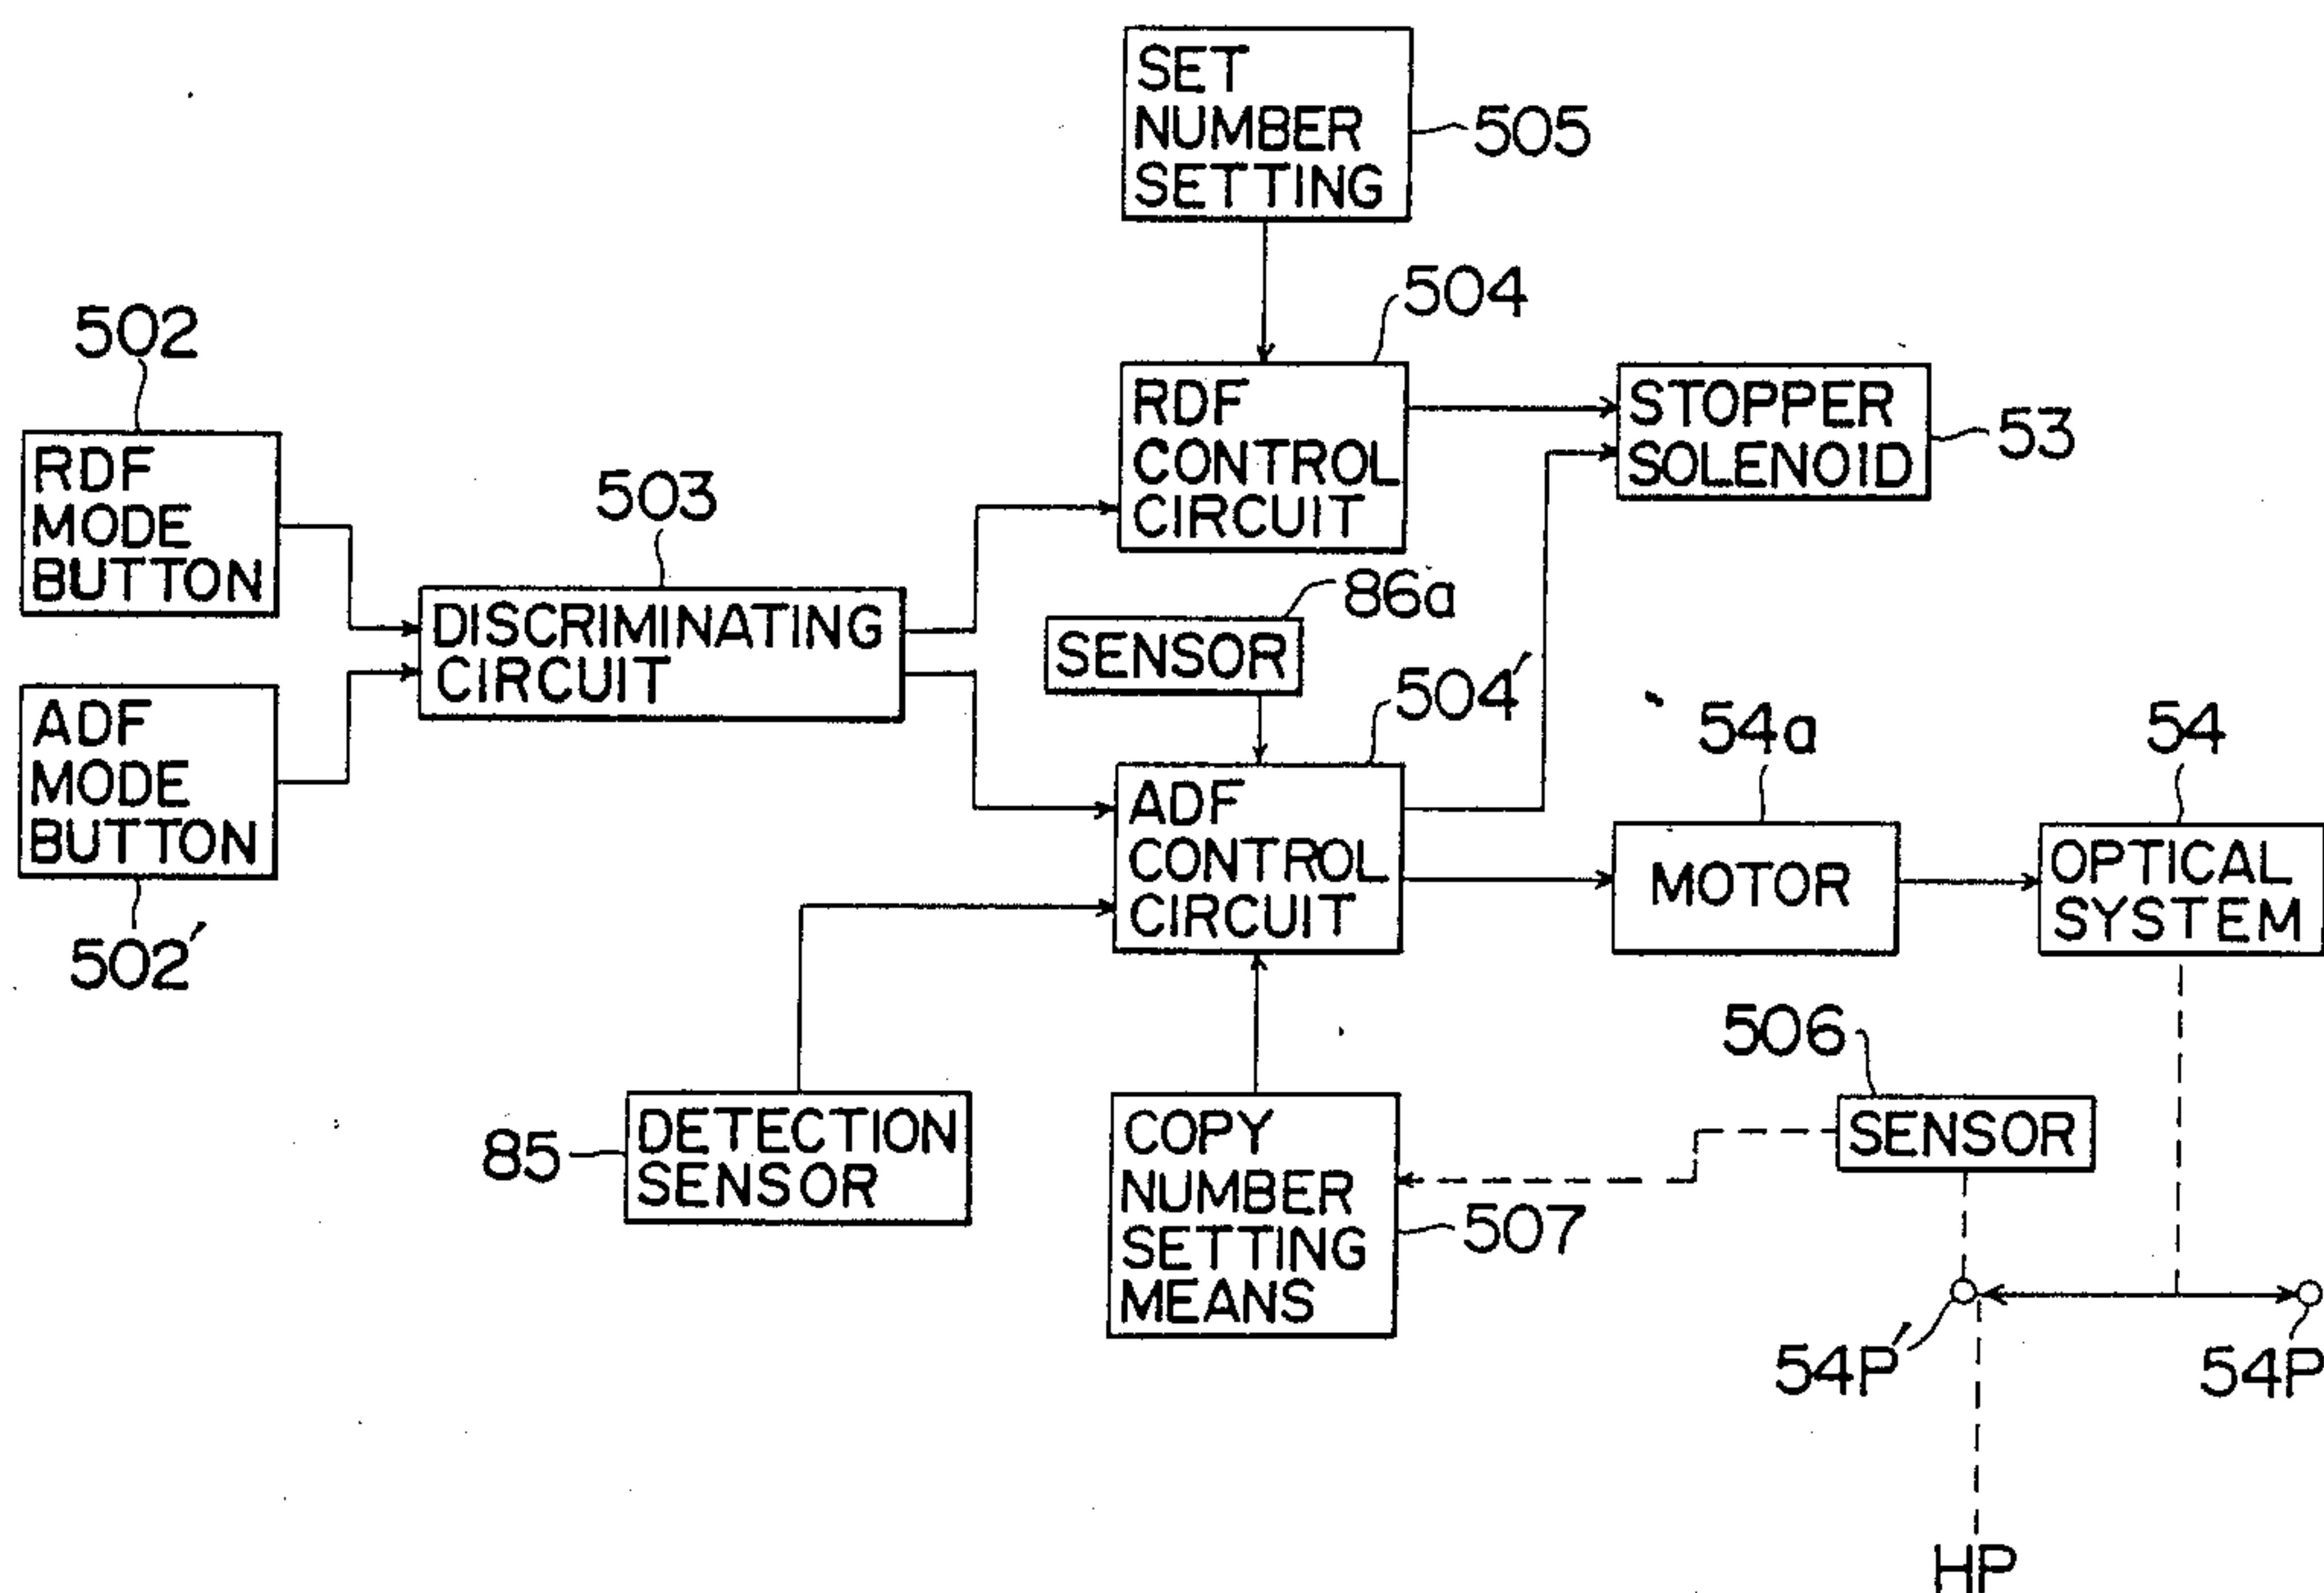 SET
NUMBER
SETTING
505
504
502
RDF
CONTROL
CIRCUIT
STOPPER
SOLENOID
53
RDF
MODE
BUTTON
503
86a
DISCRIMINATING
CIRCUIT
SENSOR
504'
ADF
MODE
BUTTON
502'
54a
54
ADF
CONTROL
CIRCUIT
MOTOR
OPTICAL
SYSTEM
506
85
DETECTION
SENSOR
COPY
NUMBER
SETTING
MEANS
SENSOR
507
54P'
54P
HP